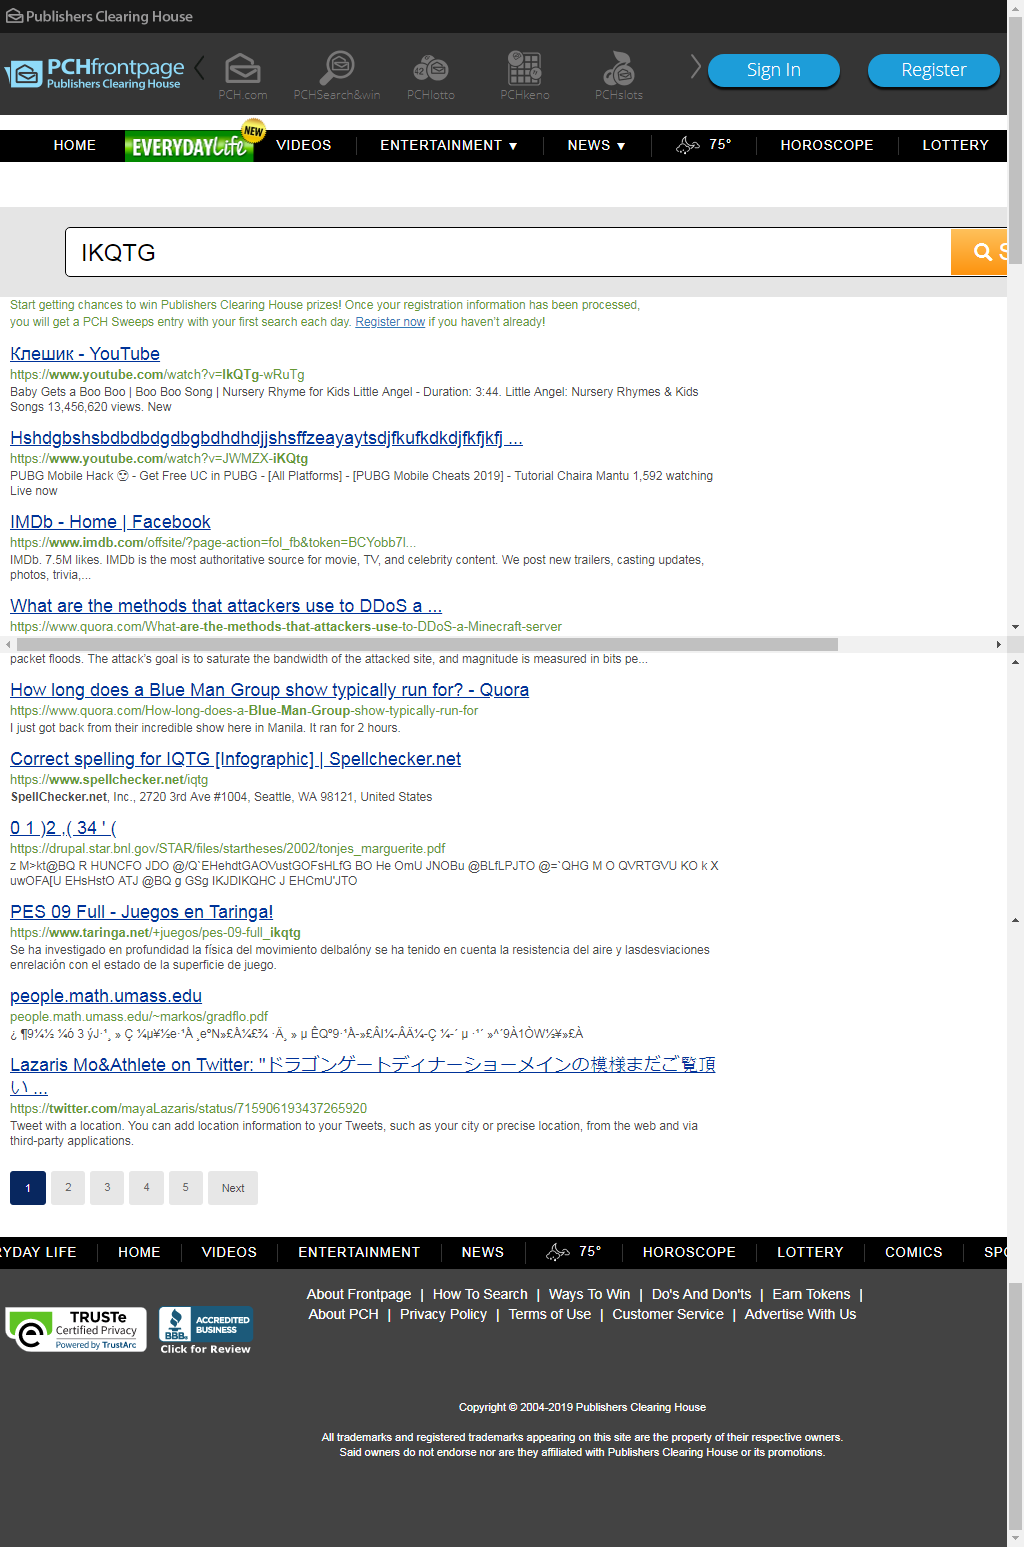 Publishers Clearing House
PCHfrontpage
Publishers Clearing House
PCH.com
PCHSearch&win
PCHlotto
PCHkeno
PCHslots
Sign In
Register
HOME
EVERYDAY Life
NEW
VIDEOS
ENTERTAINMENT ▼
NEWS ▼
75°
HOROSCOPE
LOTTERY
IKQTG
Start getting chances to win Publishers Clearing House prizes! Once your registration information has been processed,
you will get a PCH Sweeps entry with your first search each day. Register now if you haven't already!
Клешик - YouTube
https://www.youtube.com/watch?v=IkQTg-wRuTg
Baby Gets a Boo Boo | Boo Boo Song | Nursery Rhyme for Kids Little Angel - Duration: 3:44. Little Angel: Nursery Rhymes & Kids
Songs 13,456,620 views. New
Hshdgbshsbdbdbdgdbgbdhdhdjjshsffzeayaytsdjfkufkdkdjfkfjkfj ...
https://www.youtube.com/watch?v=JWMZX-iKQtg
PUBG Mobile Hack 🙂 - Get Free UC in PUBG - [All Platforms] - [PUBG Mobile Cheats 2019] - Tutorial Chaira Mantu 1,592 watching
Live now
IMDb - Home | Facebook
https://www.imdb.com/offsite/?page-action=fol_fb&token=BCYobb7l...
IMDb. 7.5M likes. IMDb is the most authoritative source for movie, TV, and celebrity content. We post new trailers, casting updates,
photos, trivia,...
What are the methods that attackers use to DDoS a ...
https://www.quora.com/What-are-the-methods-that-attackers-use-to-DDoS-a-Minecraft-server
packet floods. The attack's goal is to saturate the bandwidth of the attacked site, and magnitude is measured in bits pe...
How long does a Blue Man Group show typically run for? - Quora
https://www.quora.com/How-long-does-a-Blue-Man-Group-show-typically-run-for
I just got back from their incredible show here in Manila. It ran for 2 hours.
Correct spelling for IQTG [Infographic] | Spellchecker.net
https://www.spellchecker.net/iqtg
SpellChecker.net, Inc., 2720 3rd Ave #1004, Seattle, WA 98121, United States
0 1 )2 ,( 34 ' (
https://drupal.star.bnl.gov/STAR/files/startheses/2002/tonjes_marguerite.pdf
z M>kt@BQ R HUNCFO JDO @/Q`EHehdtGAOVustGOFsHLfG BO He OmU JNOBu @BLfLPJTO @=`QHG M O QVRTGVU KO k X
uwOFA[U EHsHstO ATJ @BQ g GSg IKJDIKQHC J EHCmU'JTO
PES 09 Full - Juegos en Taringa!
https://www.taringa.net/+juegos/pes-09-full_ikqtg
Se ha investigado en profundidad la física del movimiento delbalóny se ha tenido en cuenta la resistencia del aire y lasdesviaciones
enrelación con el estado de la superficie de juego.
people.math.umass.edu
people.math.umass.edu/~markos/gradflo.pdf
¿ ¶9¼½ ¾ó 3 ýJ·¹¸ » Ç ¼µ¥½e·¹À ¸eºN»£À¼£¾ ·Ä¸ » µ ÊQº9·¹À-»£ÂI¼-ÂÄ¼-Ç ¼-´ µ ·¹´ »^´9À1ÒW½¥»£À
Lazaris Mo&Athlete on Twitter: "ドラゴンゲートディナーショーメインの模様まだご覧頂
い ...
https://twitter.com/mayaLazaris/status/715906193437265920
Tweet with a location. You can add location information to your Tweets, such as your city or precise location, from the web and via
third-party applications.
1
2
3
4
5
Next
RYDAY LIFE
HOME
VIDEOS
ENTERTAINMENT
NEWS
75°
HOROSCOPE
LOTTERY
COMICS
About Frontpage | How To Search | Ways To Win | Do's And Don'ts | Earn Tokens |
About PCH | Privacy Policy | Terms of Use | Customer Service | Advertise With Us
TRUSTe
Certified Privacy
Powered by TrustArc
BBB.
ACCREDITED
BUSINESS
Click for Review
Copyright © 2004-2019 Publishers Clearing House
All trademarks and registered trademarks appearing on this site are the property of their respective owners.
Said owners do not endorse nor are they affiliated with Publishers Clearing House or its promotions.